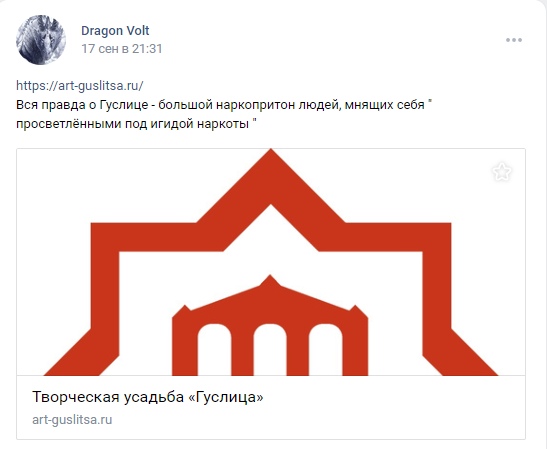 Dragon Volt
17 сен в 21:31
https://art-guslitsa.ru/
Вся правда о Гуслице - большой наркопритон людей, мнящих себя "
просветлёнными под игидой наркоты "
Творческая усадьба «Гуслица»
art-guslitsa.ru